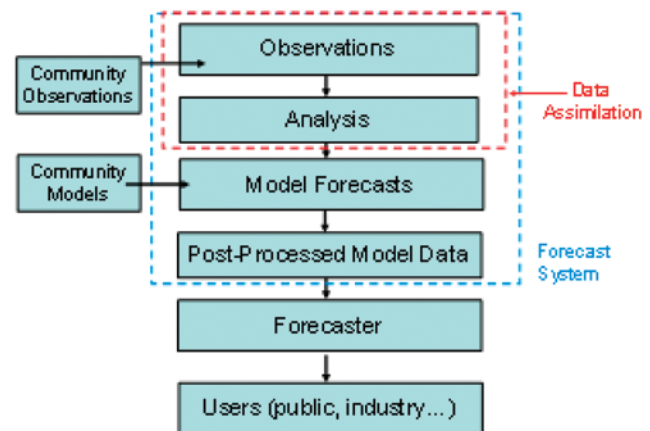 Observations
Community
Observations
Data
Assimilation
Analysis
Community
Models
Model Forecasts
Post-Processed Model Data
Forecast
System
Forecaster
Users (public, industry...)